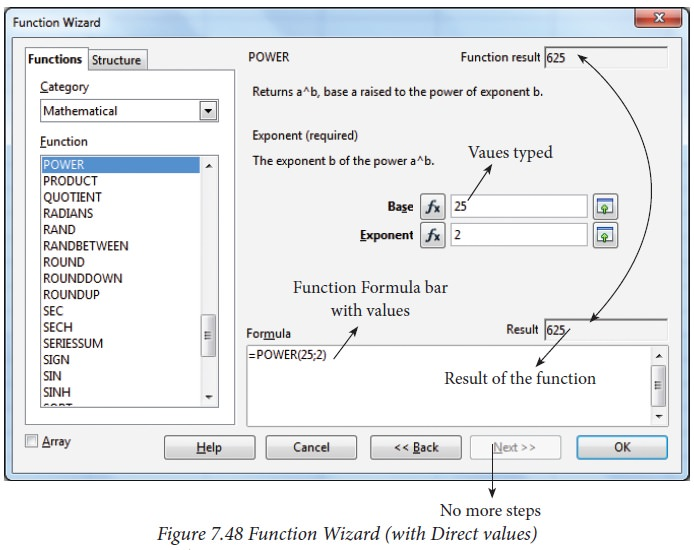 Function Wizard
Functions
Structure
Category
Mathematical
Function
POWER
PRODUCT
QUOTIENT
RADIANS
RAND
RANDBETWEEN
ROUND
ROUNDDOWN
ROUNDUP
SEC
SECH
SERIESSUM
SIGN
SIN
SINH
Array
POWER
Function result
625
Returns a^b, base a raised to the power of exponent b.
Exponent (required)
The exponent b of the power a^b.
Vaues typed
Base
fx
25
Exponent
fx
2
Function Formula bar
with values
Formula
Result
625
=POWER(25;2)
Result of the function
Help
Cancel
<< Back
Next >>
OK
No more steps
Figure 7.48 Function Wizard (with Direct values)